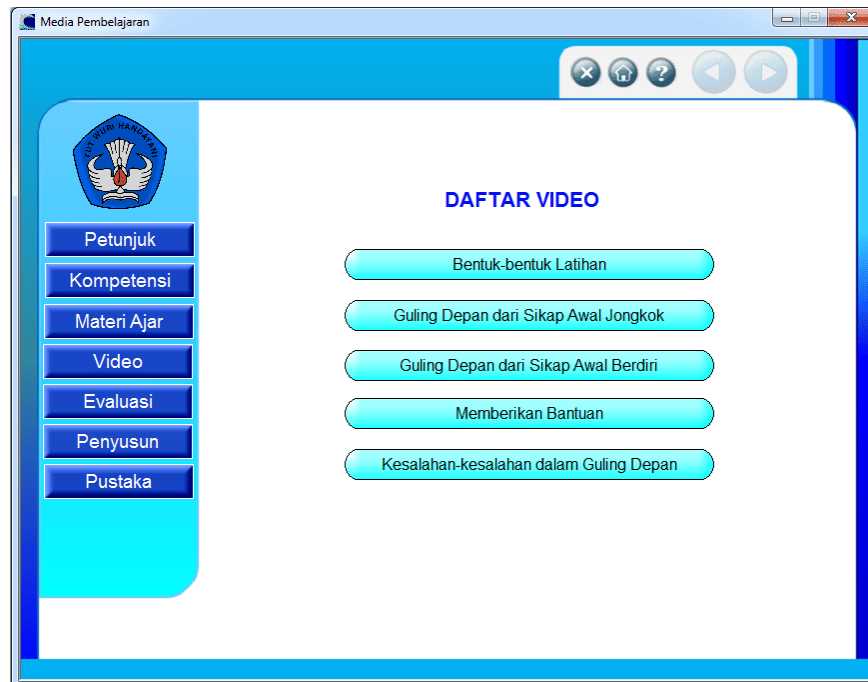 Media Pembelajaran
TUT WURI HANDAYANI
DAFTAR VIDEO
Petunjuk
Kompetensi
Materi Ajar
Video
Evaluasi
Penyusun
Pustaka
Bentuk-bentuk Latihan
Guling Depan dari Sikap Awal Jongkok
Guling Depan dari Sikap Awal Berdiri
Memberikan Bantuan
Kesalahan-kesalahan dalam Guling Depan